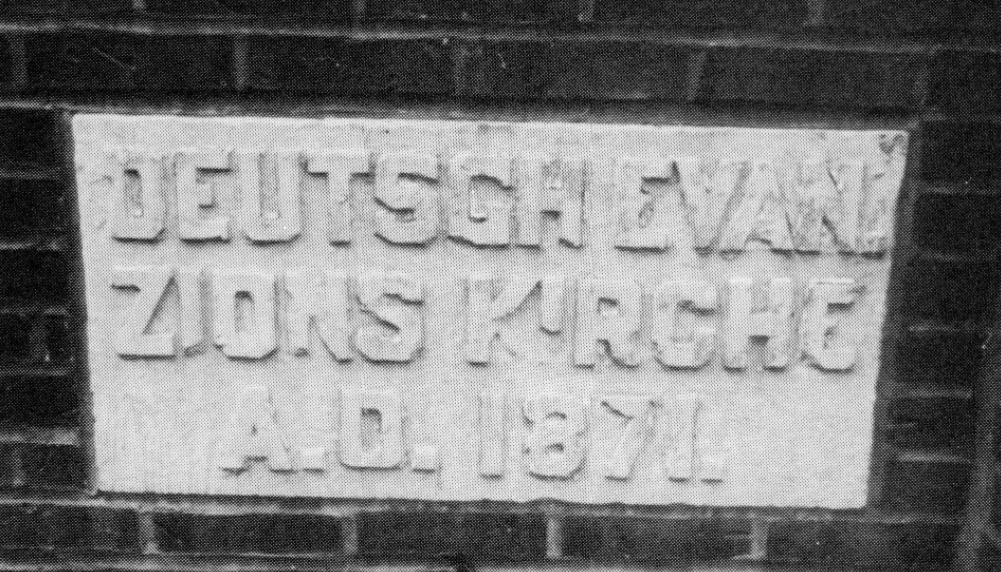 DEUTSCH EVAN.
ZIONS KIRCHE
A.D. 1871.